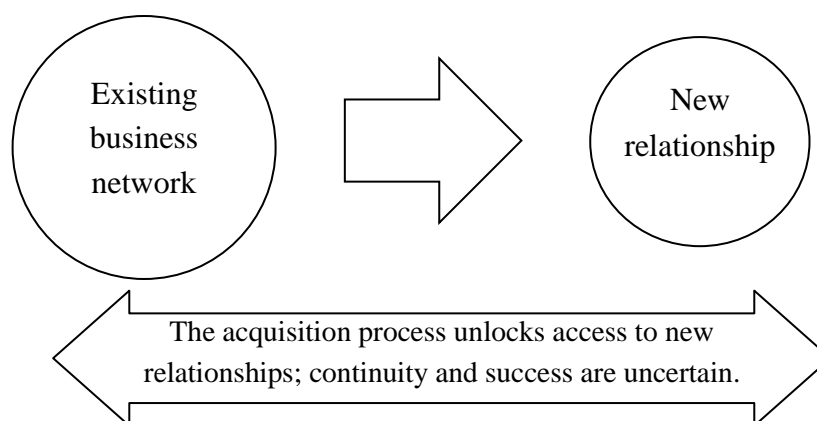 Existing
business
network
New
relationship
The acquisition process unlocks access to new
relationships; continuity and success are uncertain.